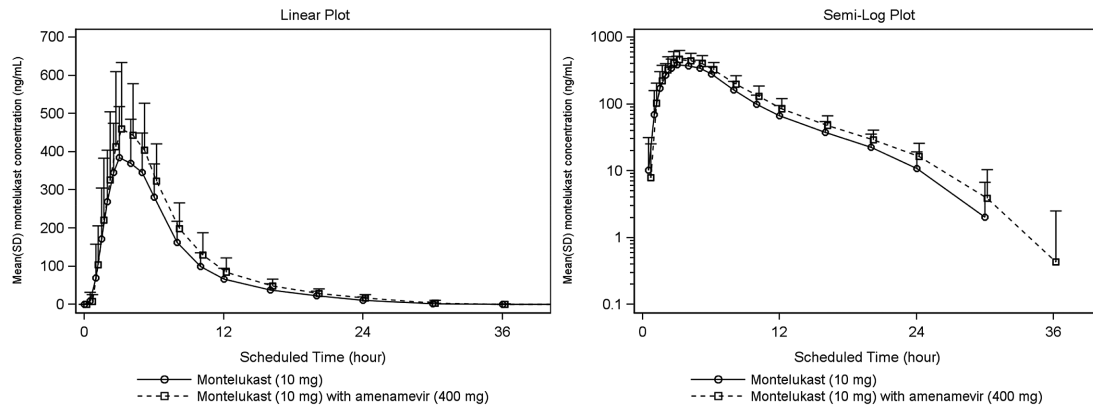 Linear Plot
Mean(SD) montelukast concentration (ng/mL)
700
600
500
400
300
200
100
0
0 12 24 36
Scheduled Time (hour)
Montelukast (10 mg)
Montelukast (10 mg) with amenamevir (400 mg)
Semi-Log Plot
Mean(SD) montelukast concentration (ng/mL)
1000
100
10
1
0.1
0 12 24 36
Scheduled Time (hour)
Montelukast (10 mg)
Montelukast (10 mg) with amenamevir (400 mg)